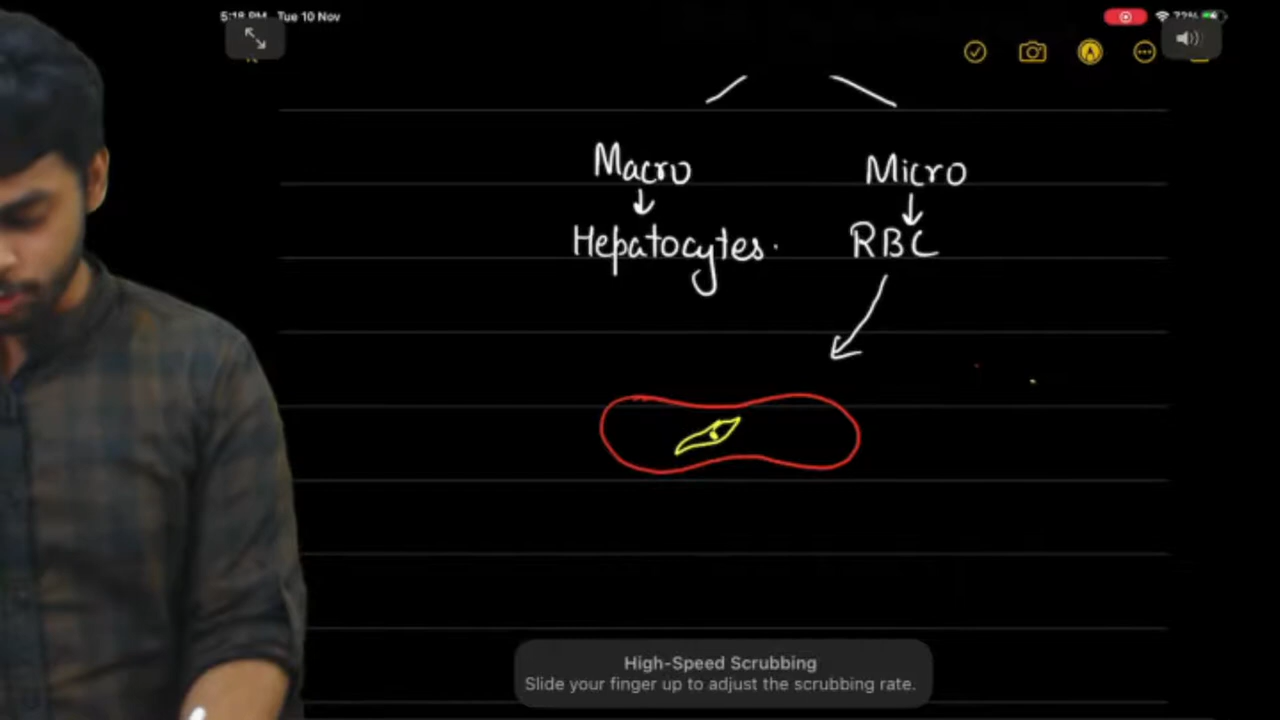 5:18 PM Tue 10 Nov
72%
Macro Micro
Hepatocytes. RBC
High-Speed Scrubbing
Slide your finger up to adjust the scrubbing rate.